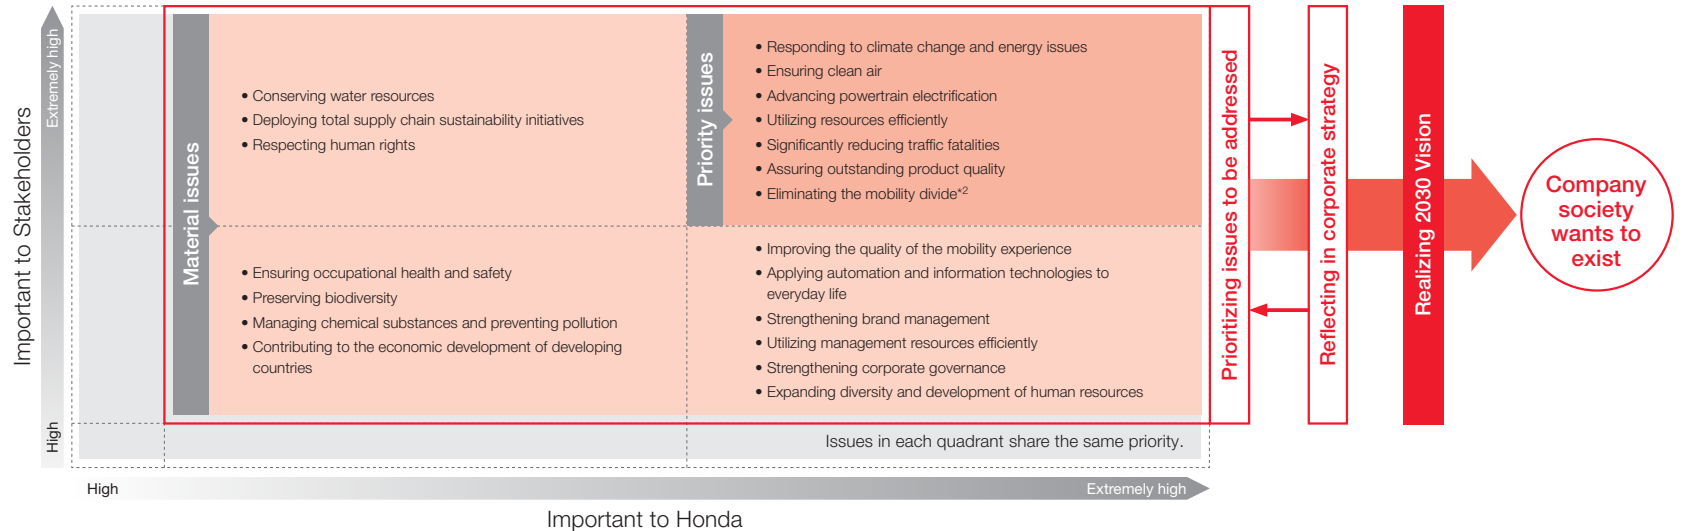 Important to Stakeholders
Extremely high
High
Material issues
• Conserving water resources
• Deploying total supply chain sustainability initiatives
• Respecting human rights
Priority issues
• Responding to climate change and energy issues
• Ensuring clean air
• Advancing powertrain electrification
• Utilizing resources efficiently
• Significantly reducing traffic fatalities
• Assuring outstanding product quality
• Eliminating the mobility divide*2
• Ensuring occupational health and safety
• Preserving biodiversity
• Managing chemical substances and preventing pollution
• Contributing to the economic development of developing
countries
• Improving the quality of the mobility experience
• Applying automation and information technologies to
everyday life
• Strengthening brand management
• Utilizing management resources efficiently
• Strengthening corporate governance
• Expanding diversity and development of human resources
Issues in each quadrant share the same priority.
High
Extremely high
Important to Honda
Prioritizing issues to be addressed
Reflecting in corporate strategy
Realizing 2030 Vision
Company
society
wants to
exist